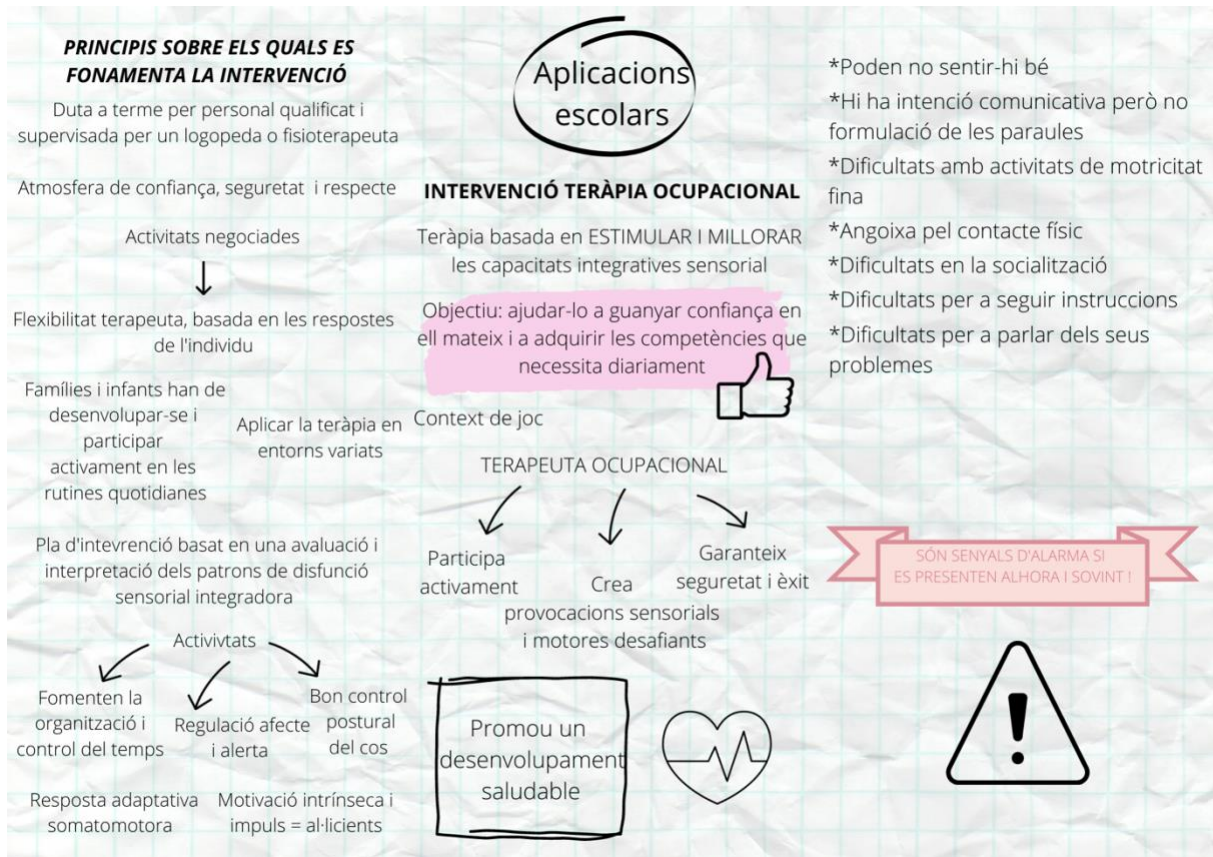 PRINCIPIS SOBRE ELS QUALS ES
FONAMENTA LA INTERVENCIÓ
Duta a terme per personal qualificat i
supervisada per un logopeda o fisioterapeuta
Atmosfera de confiança, seguretat i respecte
Activitats negociades
Flexibilitat terapeuta, basada en les respostes
de l'individu
Famílies i infants han de
desenvolupar-se i
participar
activament en les
rutines quotidianes
Aplicar la teràpia en
entorns variats
Pla d'intevrenció basat en una avaluació i
interpretació dels patrons de disfunció
sensorial integradora
Activivtats
Fomenten la
organització i
control del temps
Regulació afecte
i alerta
Bon control
postural
del cos
Resposta adaptativa
somatomotora
Motivació intrínseca i
impuls = al·licients
Aplicacions
escolars
INTERVENCIÓ TERÀPIA OCUPACIONAL
Teràpia basada en ESTIMULAR I MILLORAR
les capacitats integratives sensorial
Objectiu: ajudar-lo a guanyar confiança en
ell mateix i a adquirir les competències que
necessita diariament
Context de joc
TERAPEUTA OCUPACIONAL
Participa
activament
Crea
provocacions sensorials
i motores desafiants
Garanteix
seguretat i èxit
Promou un
desenvolupament
saludable
*Poden no sentir-hi bé
*Hi ha intenció comunicativa però no
formulació de les paraules
*Dificultats amb activitats de motricitat
fina
*Angoixa pel contacte físic
*Dificultats en la socialització
*Dificultats per a seguir instruccions
*Dificultats per a parlar dels seus
problemes
SÓN SENYALS D'ALARMA SI
ES PRESENTEN ALHORA I SOVINT !